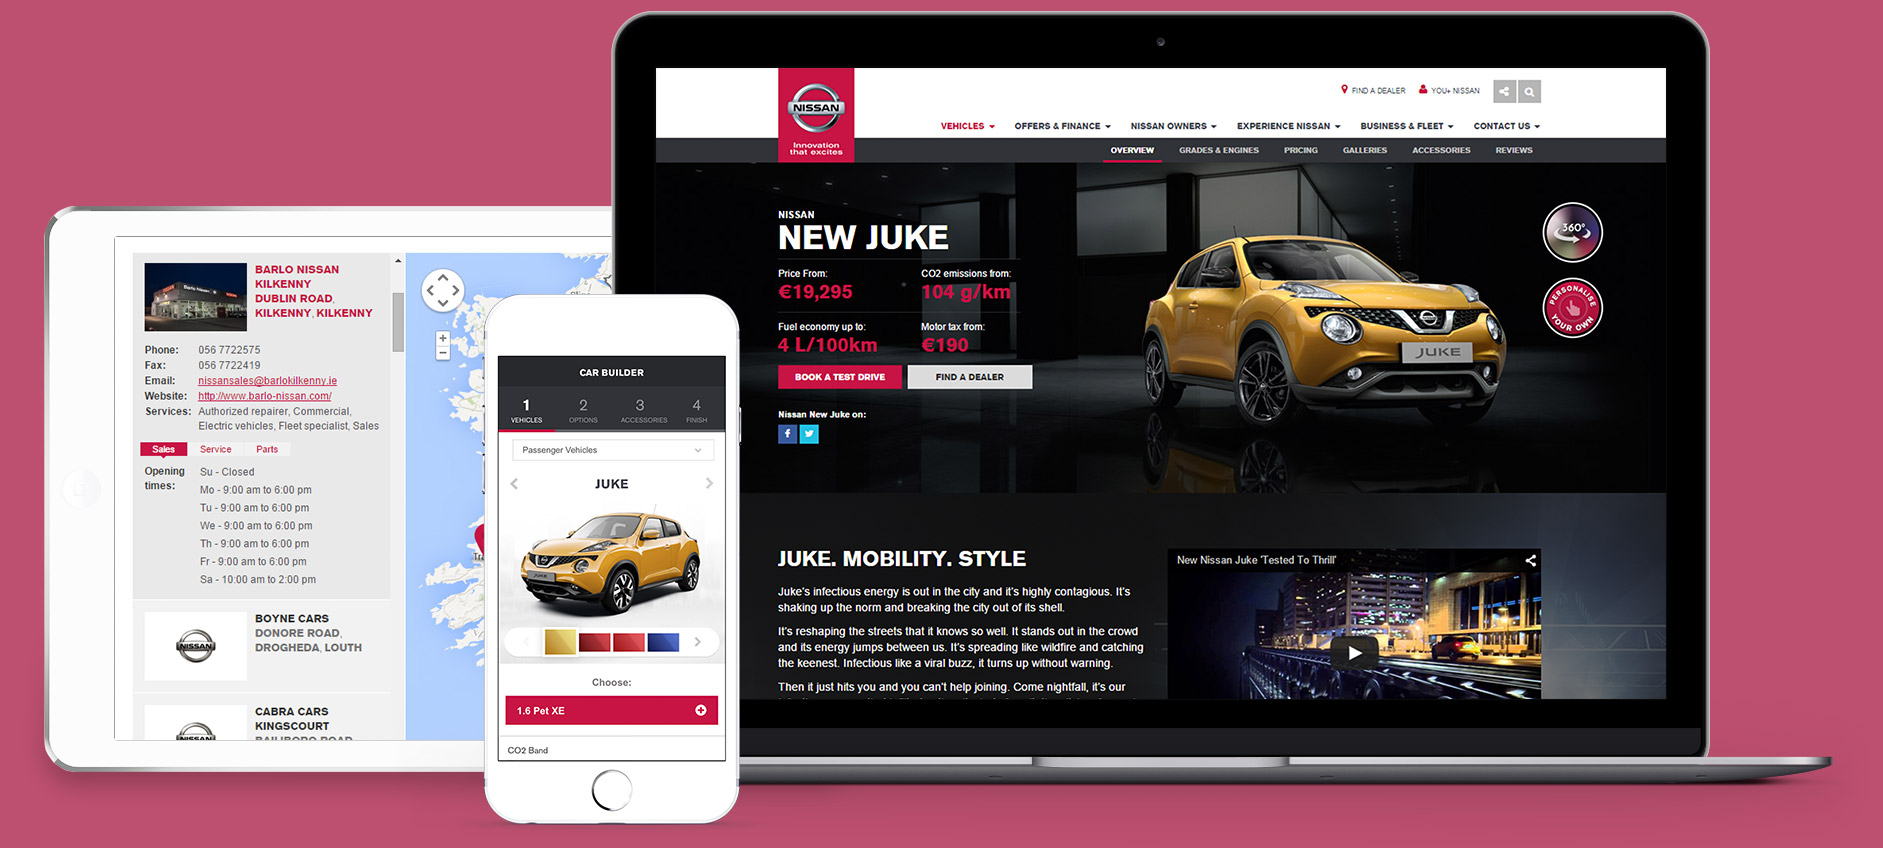 BARLO NISSAN
KILKENNY
DUBLIN ROAD,
KILKENNY, KILKENNY
Phone: 056 7722575
Fax: 056 7722419
Email: nissansales@barlokilkenny.ie
Website: http://www.barlo-nissan.com/
Services: Authorized repairer, Commercial,
Electric vehicles, Fleet specialist, Sales
Sales Service Parts
Opening times:
Su - Closed
Mo - 9:00 am to 6:00 pm
Tu - 9:00 am to 6:00 pm
We - 9:00 am to 6:00 pm
Th - 9:00 am to 6:00 pm
Fr - 9:00 am to 6:00 pm
Sa - 10:00 am to 2:00 pm
NISSAN
BOYNE CARS
DONORE ROAD,
DROGHEDA, LOUTH
NISSAN
CABRA CARS
KINGSCOURT
BAILIBORO ROAD
CAR BUILDER
1 2 3 4
VEHICLES OPTIONS ACCESSORIES FINISH
Passenger Vehicles
JUKE
JUKE
Choose:
1.6 Pet XE
CO2 Band
NISSAN
Innovation
that excites
FIND A DEALER YOU+ NISSAN
VEHICLES OFFERS & FINANCE NISSAN OWNERS EXPERIENCE NISSAN BUSINESS & FLEET CONTACT US
OVERVIEW GRADES & ENGINES PRICING GALLERIES ACCESSORIES REVIEWS
NISSAN
NEW JUKE
Price From: CO2 emissions from:
€19,295 104 g/km
Fuel economy up to: Motor tax from:
4 L/100km €190
BOOK A TEST DRIVE FIND A DEALER
Nissan New Juke on:
JUKE
360°
PERSONALISE
YOUR OWN
JUKE. MOBILITY. STYLE
Juke's infectious energy is out in the city and it's highly contagious. It's
shaking up the norm and breaking the city out of its shell.
It's reshaping the streets that it knows so well. It stands out in the crowd
and its energy jumps between us. It's spreading like wildfire and catching
the keenest. Infectious like a viral buzz, it turns up without warning.
Then it just hits you and you can't help joining. Come nightfall, it's our
New Nissan Juke 'Tested To Thrill'